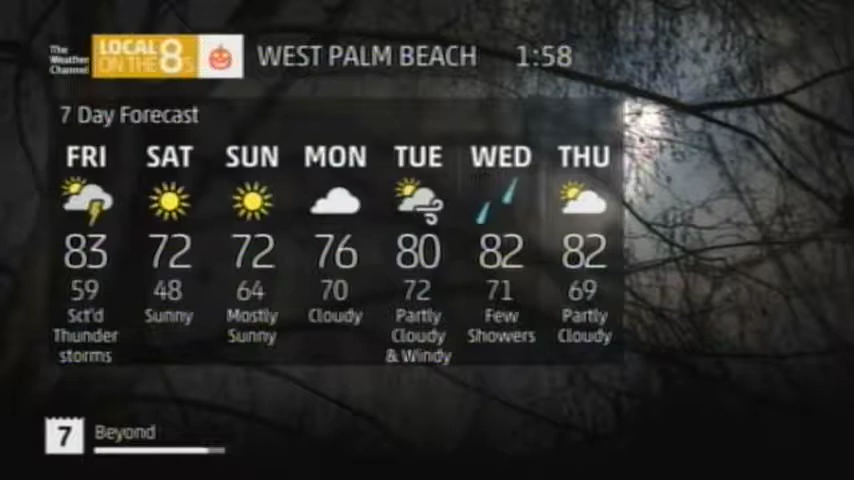 The Weather Channel
LOCAL ON THE 8s
WEST PALM BEACH 1:58
7 Day Forecast
FRI SAT SUN MON TUE WED THU
83 72 72 76 80 82 82
59 48 64 70 72 71 69
Sct'd Thunder storms
Sunny
Mostly Sunny
Cloudy
Partly Cloudy & Windy
Few Showers
Partly Cloudy
7 Beyond